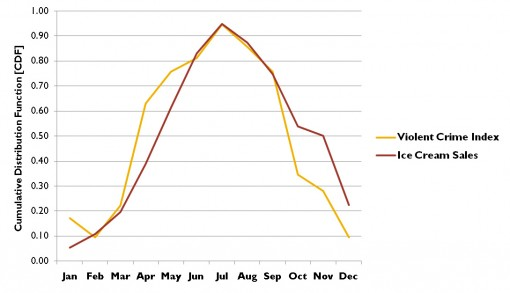 Cumulative Distribution Function [CDF]
1.00
0.90
0.80
0.70
0.60
0.50
0.40
0.30
0.20
0.10
0.00
Jan Feb Mar Apr May Jun Jul Aug Sep Oct Nov Dec
Violent Crime Index
Ice Cream Sales